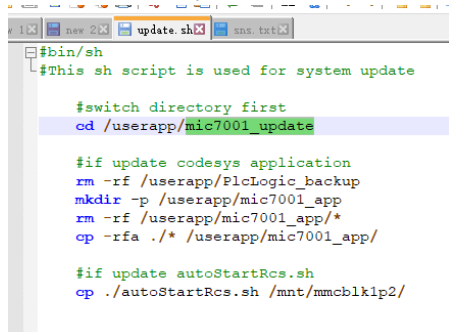 new 2
update.sh
sns.txt
#bin/sh
#This sh script is used for system update
#switch directory first
cd /userapp/mic7001_update
#if update codesys application
rm -rf /userapp/PlcLogic_backup
mkdir -p /userapp/mic7001_app
rm -rf /userapp/mic7001_app/*
cp -rfa ./* /userapp/mic7001_app/
#if update autoStartRcs.sh
cp ./autoStartRcs.sh /mnt/mmcblk1p2/